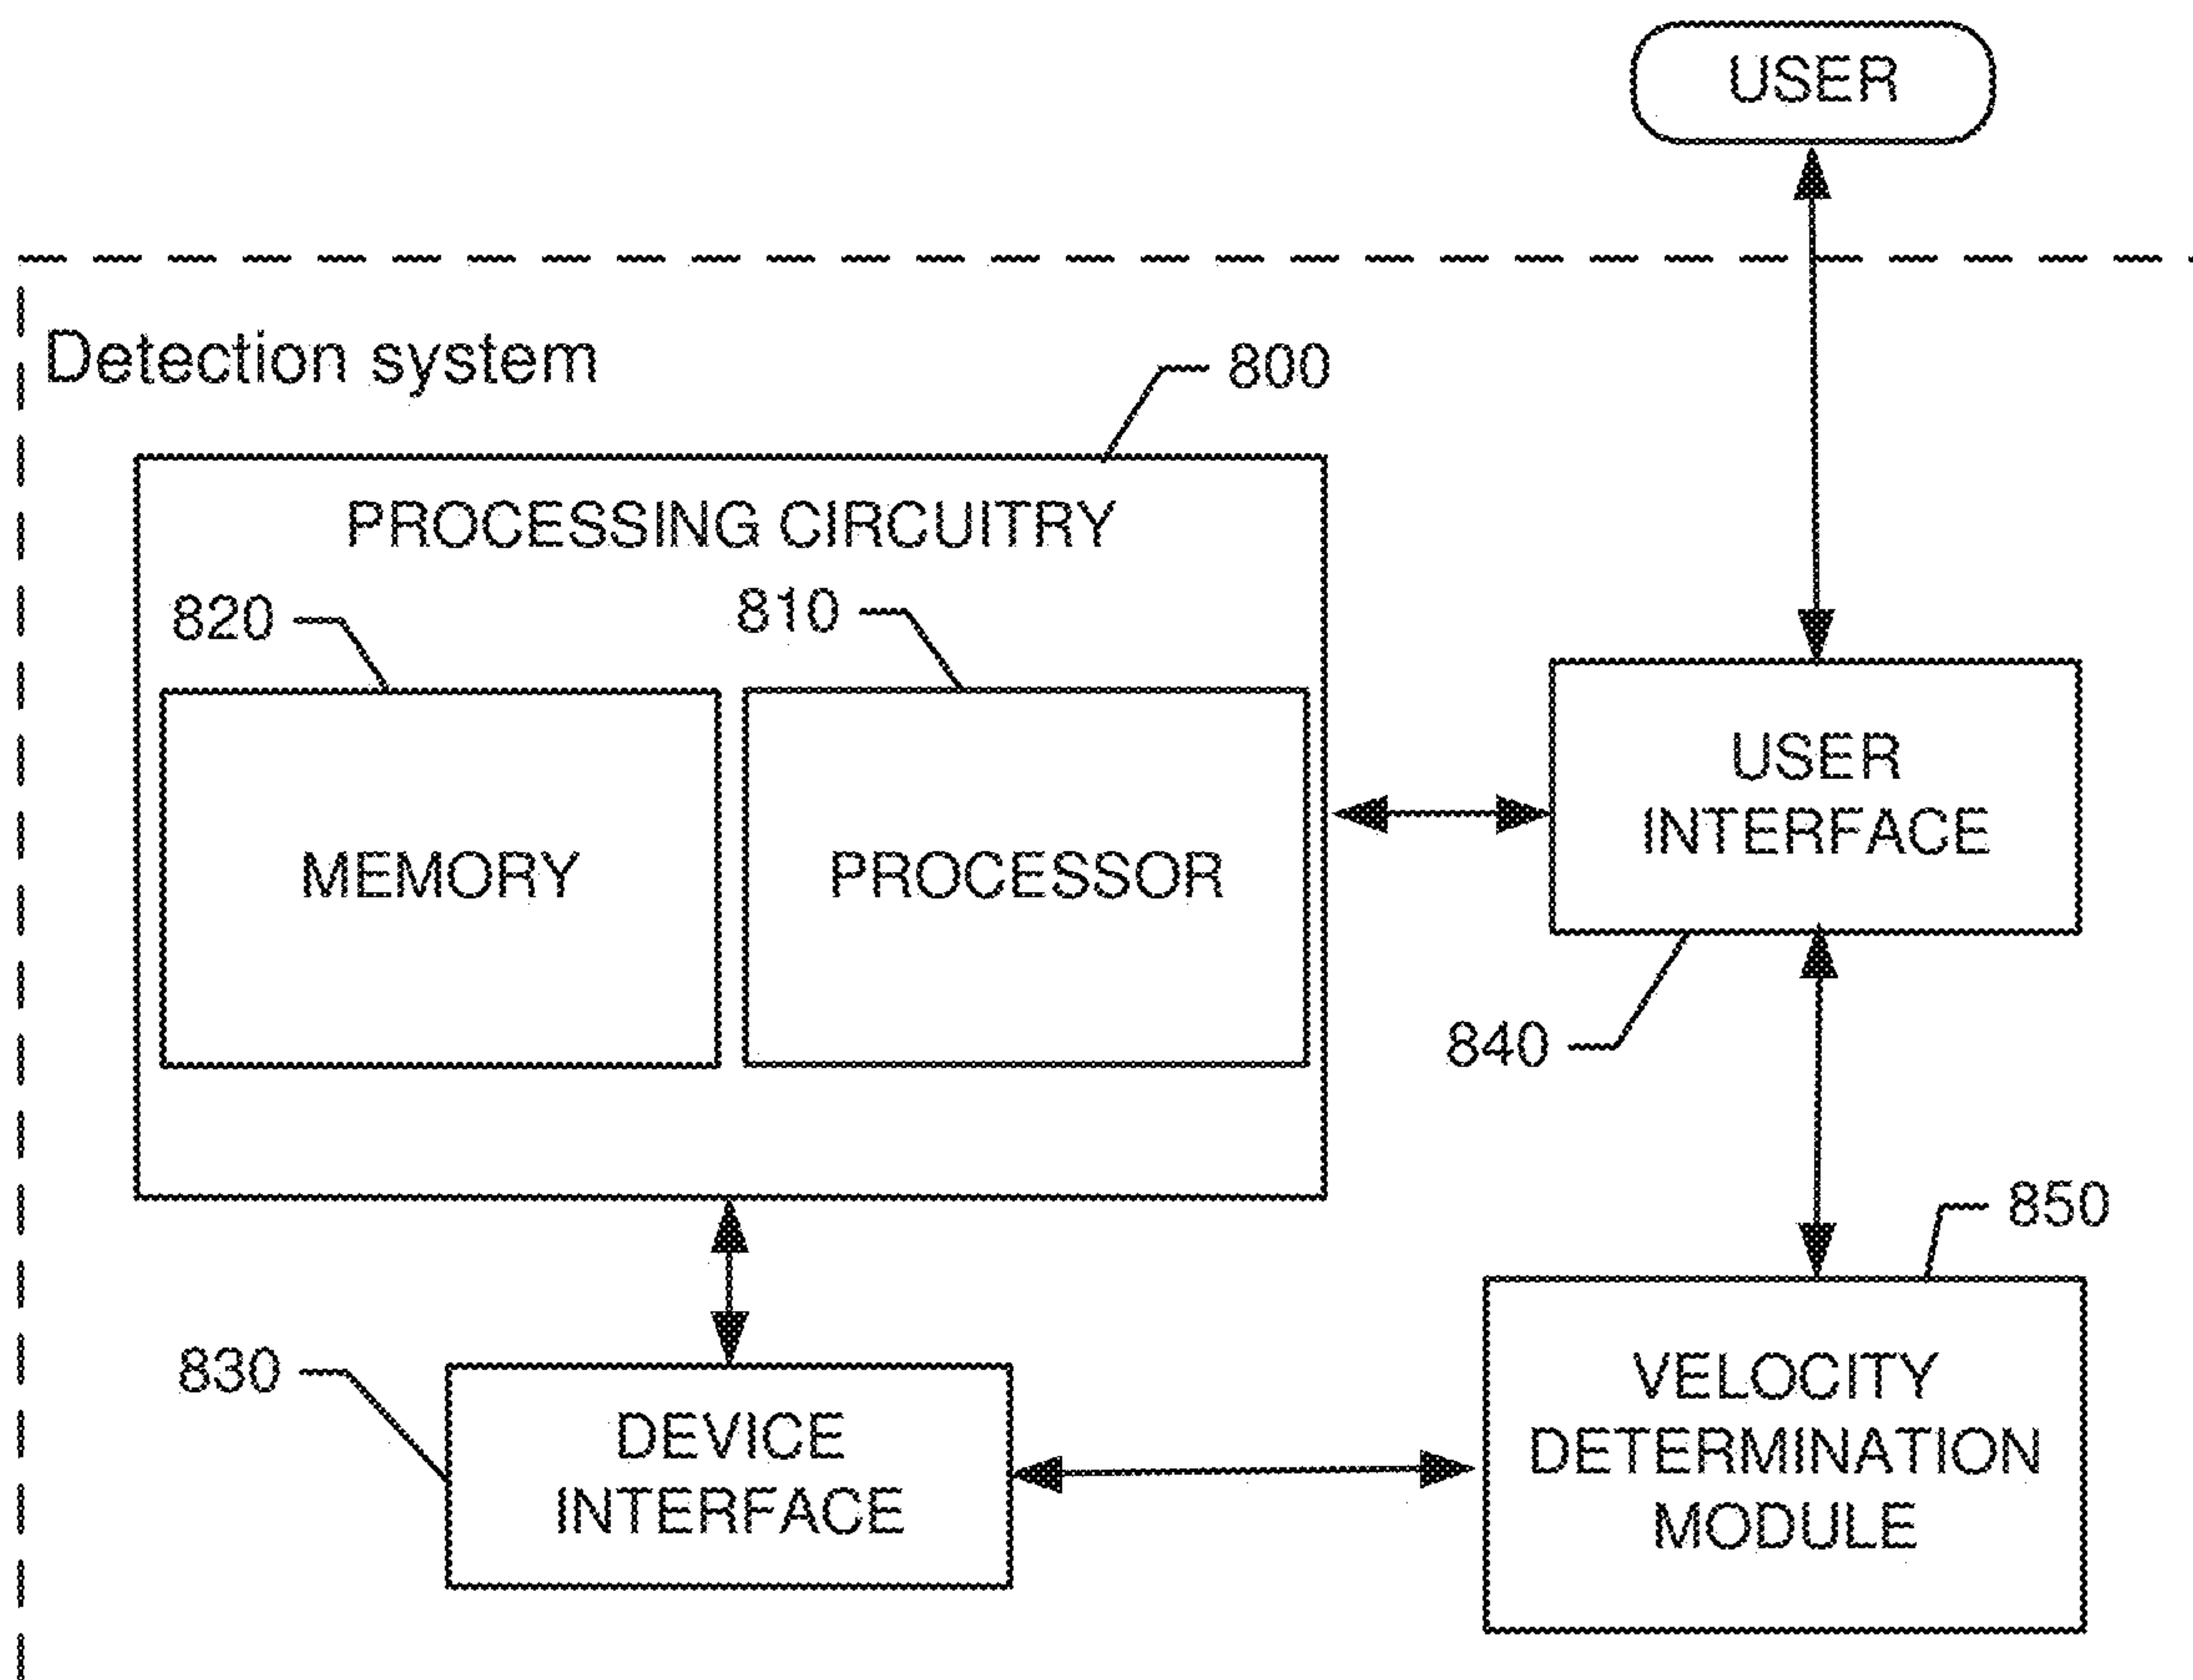 USER
Detection system
800
PROCESSING CIRCUITRY
820
810
MEMORY
PROCESSOR
USER
INTERFACE
840
850
830
DEVICE
INTERFACE
VELOCITY
DETERMINATION
MODULE